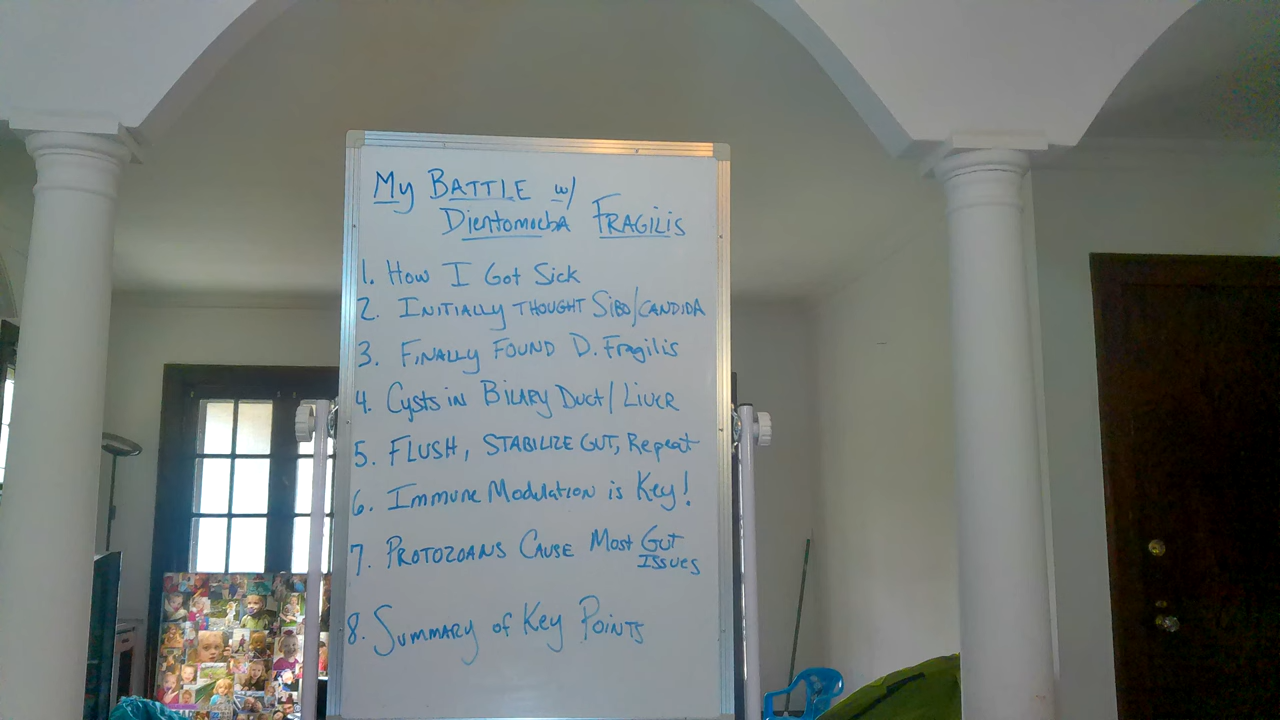 My BATTLE w/
Dientomoeba FRAGILIS
1. How I Got Sick
2. INITIALLY THOUGHT SIBO/CANDIDA
3. FINALLY FOUND D. Fragilis
4. Cysts in BILARY Duct/LIVER
5. FLUSH, STABILIZE GUT, Repeat
6. Immune Modulation is Key!
7. PROTOZOANS CAUSE Most Gut
ISSUES
8. SUMMARY of Key POINTS